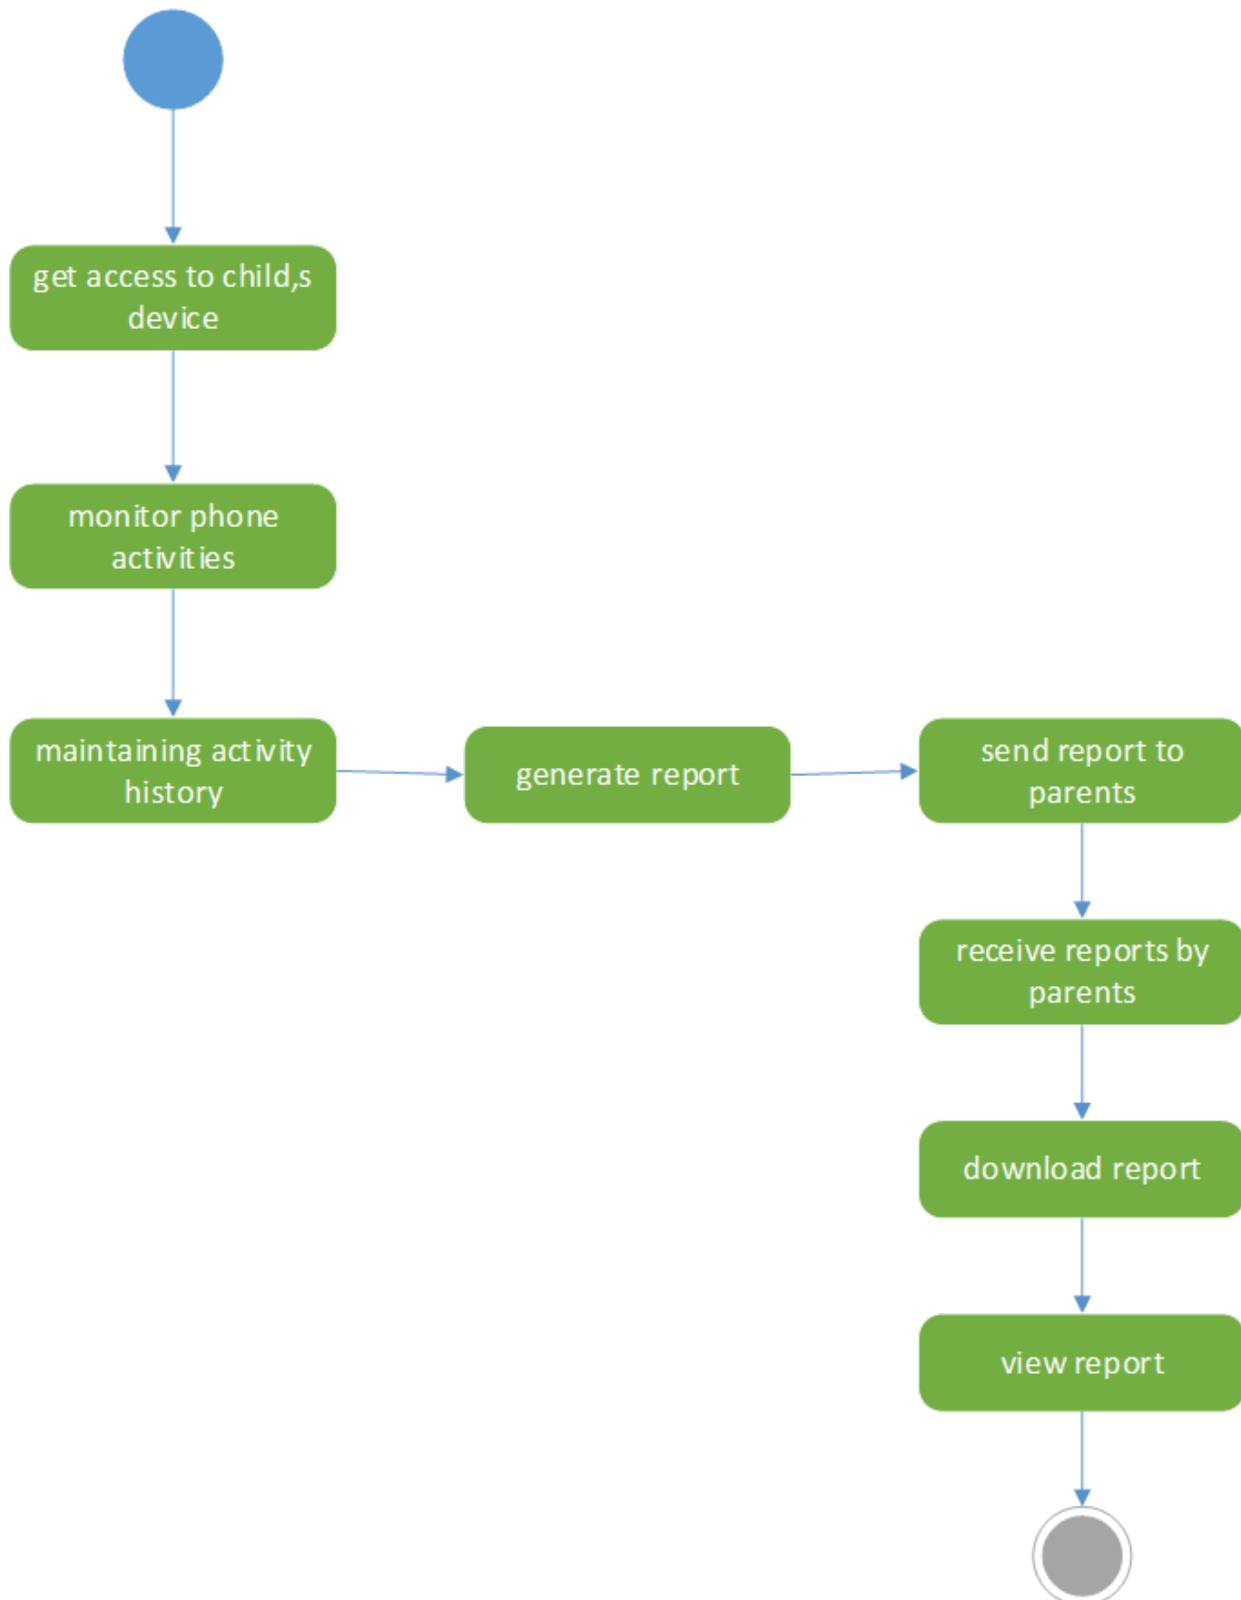 get access to child,s
device
monitor phone
activities
maintaining activity
history
generate report
send report to
parents
receive reports by
parents
download report
view report